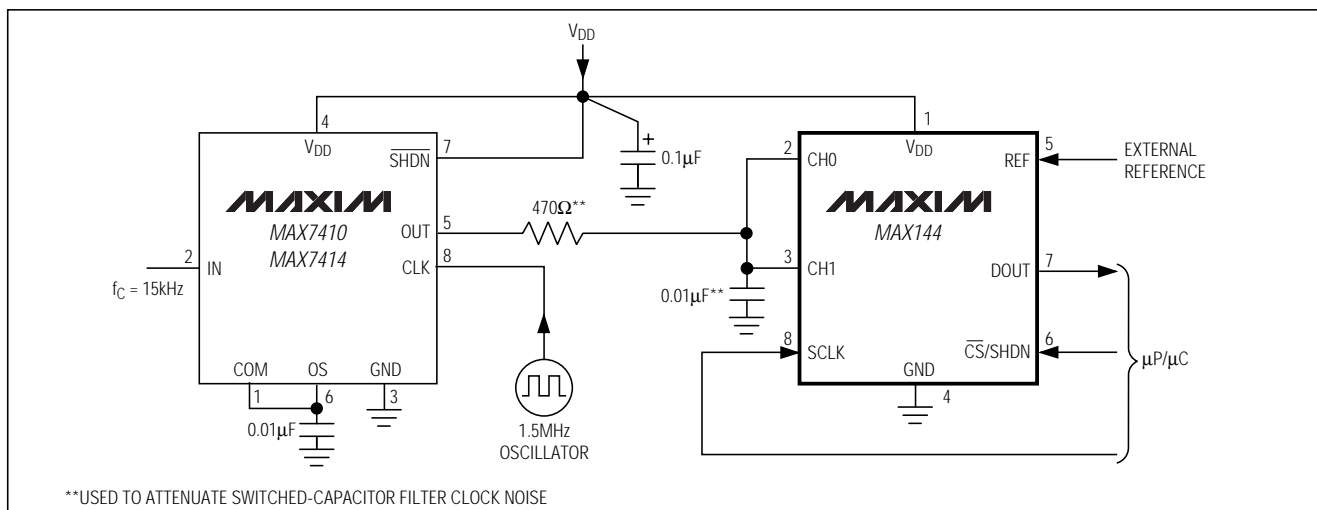 VDD
4
VDD
SHDN
7
MAXIM
MAX7410
MAX7414
2
IN
fC = 15kHz
OUT
5
CLK
8
COM
OS
GND
1
6
3
0.01µF
470Ω**
0.1µF
+
1.5MHz
OSCILLATOR
1
VDD
2
CH0
REF
5
EXTERNAL
REFERENCE
MAXIM
MAX144
3
CH1
0.01µF**
DOUT
7
8
SCLK
CS/SHDN
6
GND
4
µP/µC
**USED TO ATTENUATE SWITCHED-CAPACITOR FILTER CLOCK NOISE